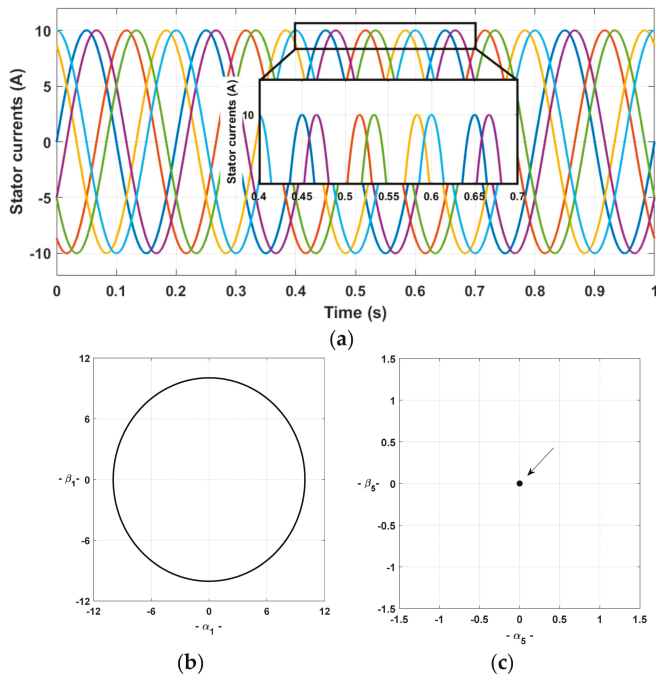 Stator currents (A)
10
5
0
-5
-10
0 0.1 0.2 0.3 0.4 0.5 0.6 0.7 0.8 0.9 1
Time (s)
Stator currents (A)
10
0.4 0.45 0.5 0.55 0.6 0.65 0.7
(a)
12
6
- β1- 0
-6
-12
-12 -6 0 6 12
- α1 -
(b)
1.5
1
0.5
- β5- 0
-0.5
-1
-1.5
-1.5 -1 -0.5 0 0.5 1 1.5
- α5 -
(c)